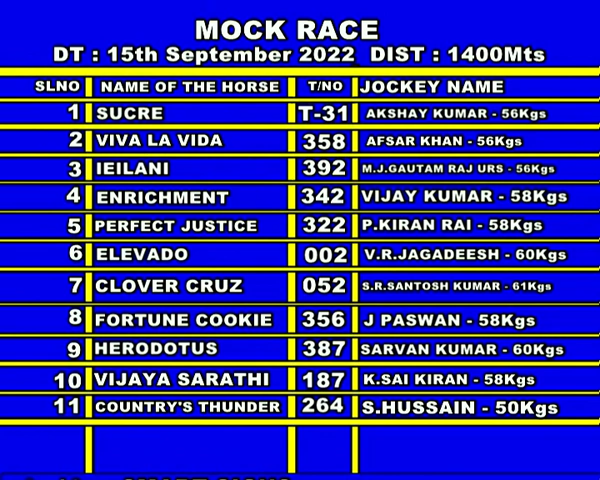 MOCK RACE
DT : 15th September 2022 DIST : 1400Mts
SLNO NAME OF THE HORSE T/NO JOCKEY NAME
1 SUCRE T-31 AKSHAY KUMAR - 56Kgs
2 VIVA LA VIDA 358 AFSAR KHAN - 56Kgs
3 IEILANI 392 M.J.GAUTAM RAJ URS - 56Kgs
4 ENRICHMENT 342 VIJAY KUMAR - 58Kgs
5 PERFECT JUSTICE 322 P.KIRAN RAI - 58Kgs
6 ELEVADO 002 V.R.JAGADEESH - 60Kgs
7 CLOVER CRUZ 052 S.R.SANTOSH KUMAR - 61Kgs
8 FORTUNE COOKIE 356 J PASWAN - 58Kgs
9 HERODOTUS 387 SARVAN KUMAR - 60Kgs
10 VIJAYA SARATHI 187 K.SAI KIRAN - 58Kgs
11 COUNTRY'S THUNDER 264 S.HUSSAIN - 50Kgs